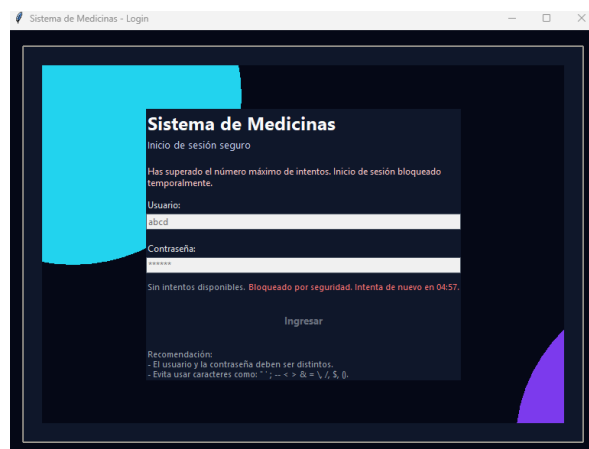 Sistema de Medicinas - Login
Sistema de Medicinas
Inicio de sesión seguro
Has superado el número máximo de intentos. Inicio de sesión bloqueado
temporalmente.
Usuario:
abcd
Contraseña:
******
Sin intentos disponibles. Bloqueado por seguridad. Intenta de nuevo en 04:57.
Ingresar
Recomendación:
- El usuario y la contraseña deben ser distintos.
- Evita usar caracteres como: " ' ; -- < > & = \, /, $, ().